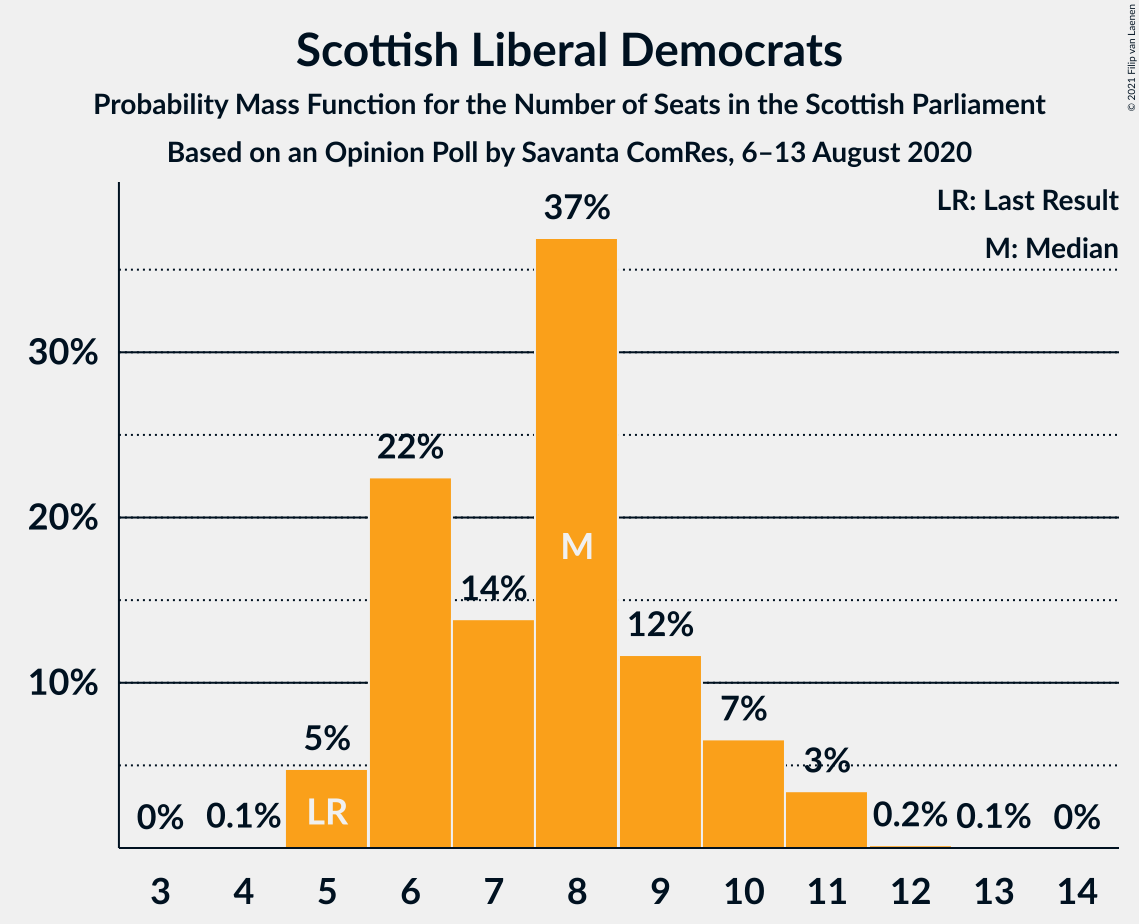 Scottish Liberal Democrats
Probability Mass Function for the Number of Seats in the Scottish Parliament
Based on an Opinion Poll by Savanta ComRes, 6–13 August 2020
© 2021 Filip van Laenen
LR: Last Result
M: Median
37%
30%
22%
20%
M
14%
12%
10%
7%
5%
3%
LR
0%
0.1%
0.2%
0.1%
0%
3 4 5 6 7 8 9 10 11 12 13 14